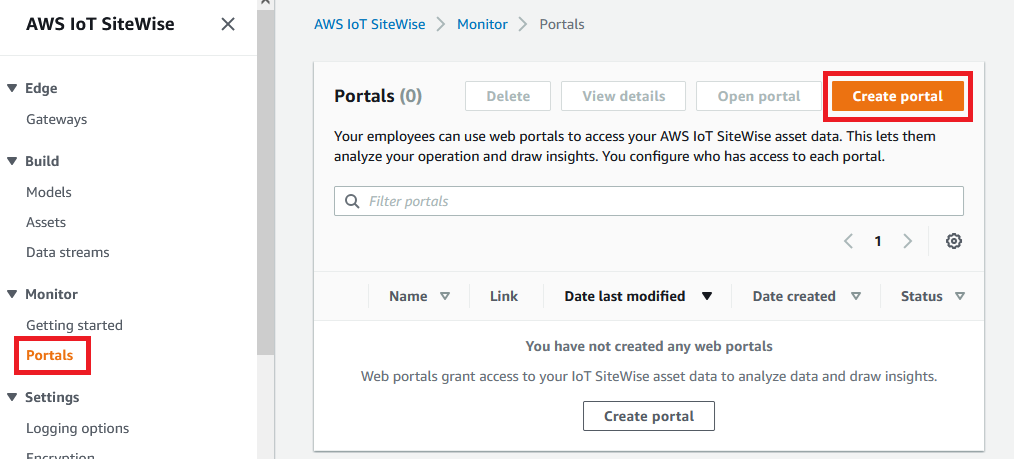 AWS IoT SiteWise
Edge
Gateways
Build
Models
Assets
Data streams
Monitor
Getting started
Portals
Settings
Logging options
Encryption
AWS IoT SiteWise > Monitor > Portals
Portals (0) Delete View details Open portal Create portal
Your employees can use web portals to access your AWS IoT SiteWise asset data. This lets them
analyze your operation and draw insights. You configure who has access to each portal.
Filter portals
1
Name Link Date last modified Date created Status
You have not created any web portals
Web portals grant access to your IoT SiteWise asset data to analyze data and draw insights.
Create portal